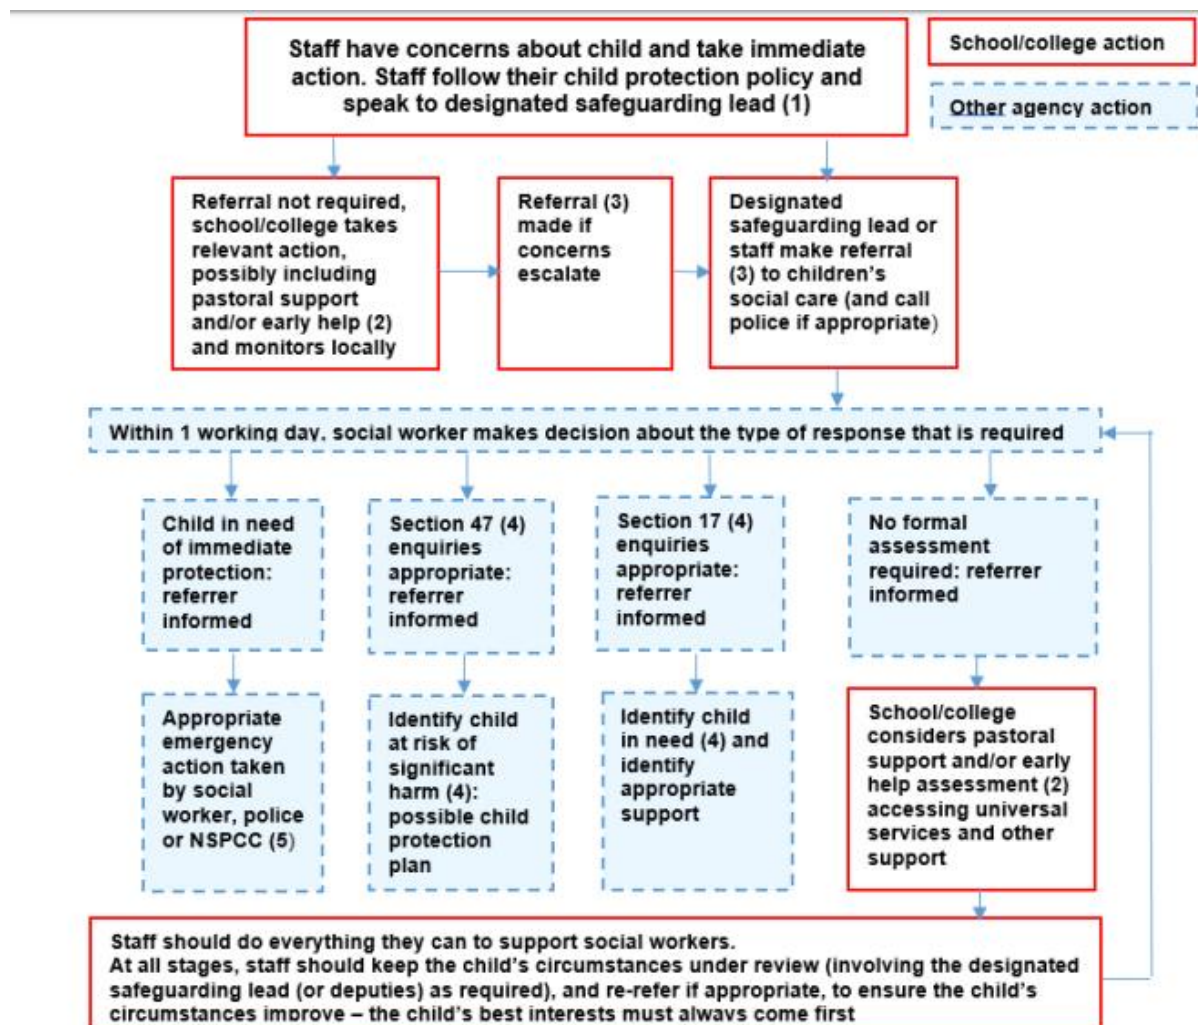 Staff have concerns about child and take immediate
action. Staff follow their child protection policy and
speak to designated safeguarding lead (1)
School/college action
Other agency action
Referral not required,
school/college takes
relevant action,
possibly including
pastoral support
and/or early help (2)
and monitors locally
Referral (3)
made if
concerns
escalate
Designated
safeguarding lead or
staff make referral
(3) to children's
social care (and call
police if appropriate)
Within 1 working day, social worker makes decision about the type of response that is required
Child in need
of immediate
protection:
referrer
informed
Section 47 (4)
enquiries
appropriate:
referrer
informed
Section 17 (4)
enquiries
appropriate:
referrer
informed
No formal
assessment
required: referrer
informed
Appropriate
emergency
action taken
by social
worker, police
or NSPCC (5)
Identify child
at risk of
significant
harm (4):
possible child
protection
plan
Identify child
in need (4) and
identify
appropriate
support
School/college
considers pastoral
support and/or early
help assessment (2)
accessing universal
services and other
support
Staff should do everything they can to support social workers.
At all stages, staff should keep the child's circumstances under review (involving the designated
safeguarding lead (or deputies) as required), and re-refer if appropriate, to ensure the child's
circumstances improve – the child's best interests must always come first